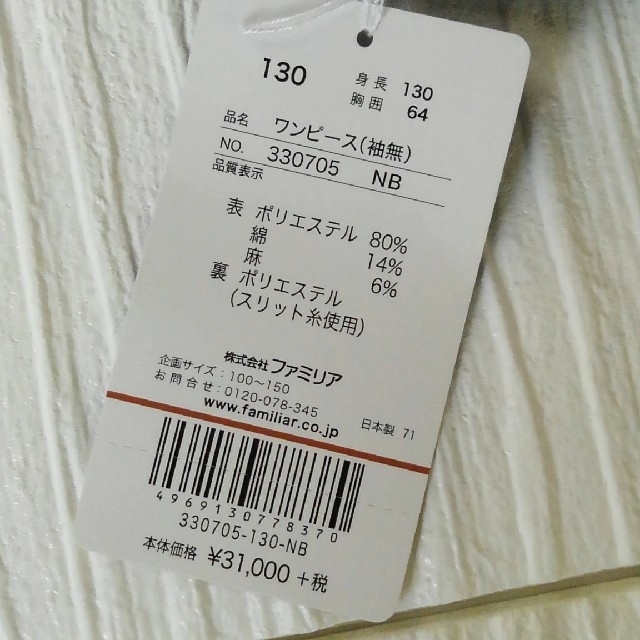 130
身長 130
胸囲 64
品名 ワンピース(袖無)
NO. 330705 NB
品質表示
表 ポリエステル 80%
綿 14%
麻 6%
裏 ポリエステル
(スリット糸使用)
株式会社ファミリア
企画サイズ:100〜150
お問合せ:0120-078-345
www.familiar.co.jp
日本製 71
4969130778370
330705-130-NB
本体価格 ¥31,000+税